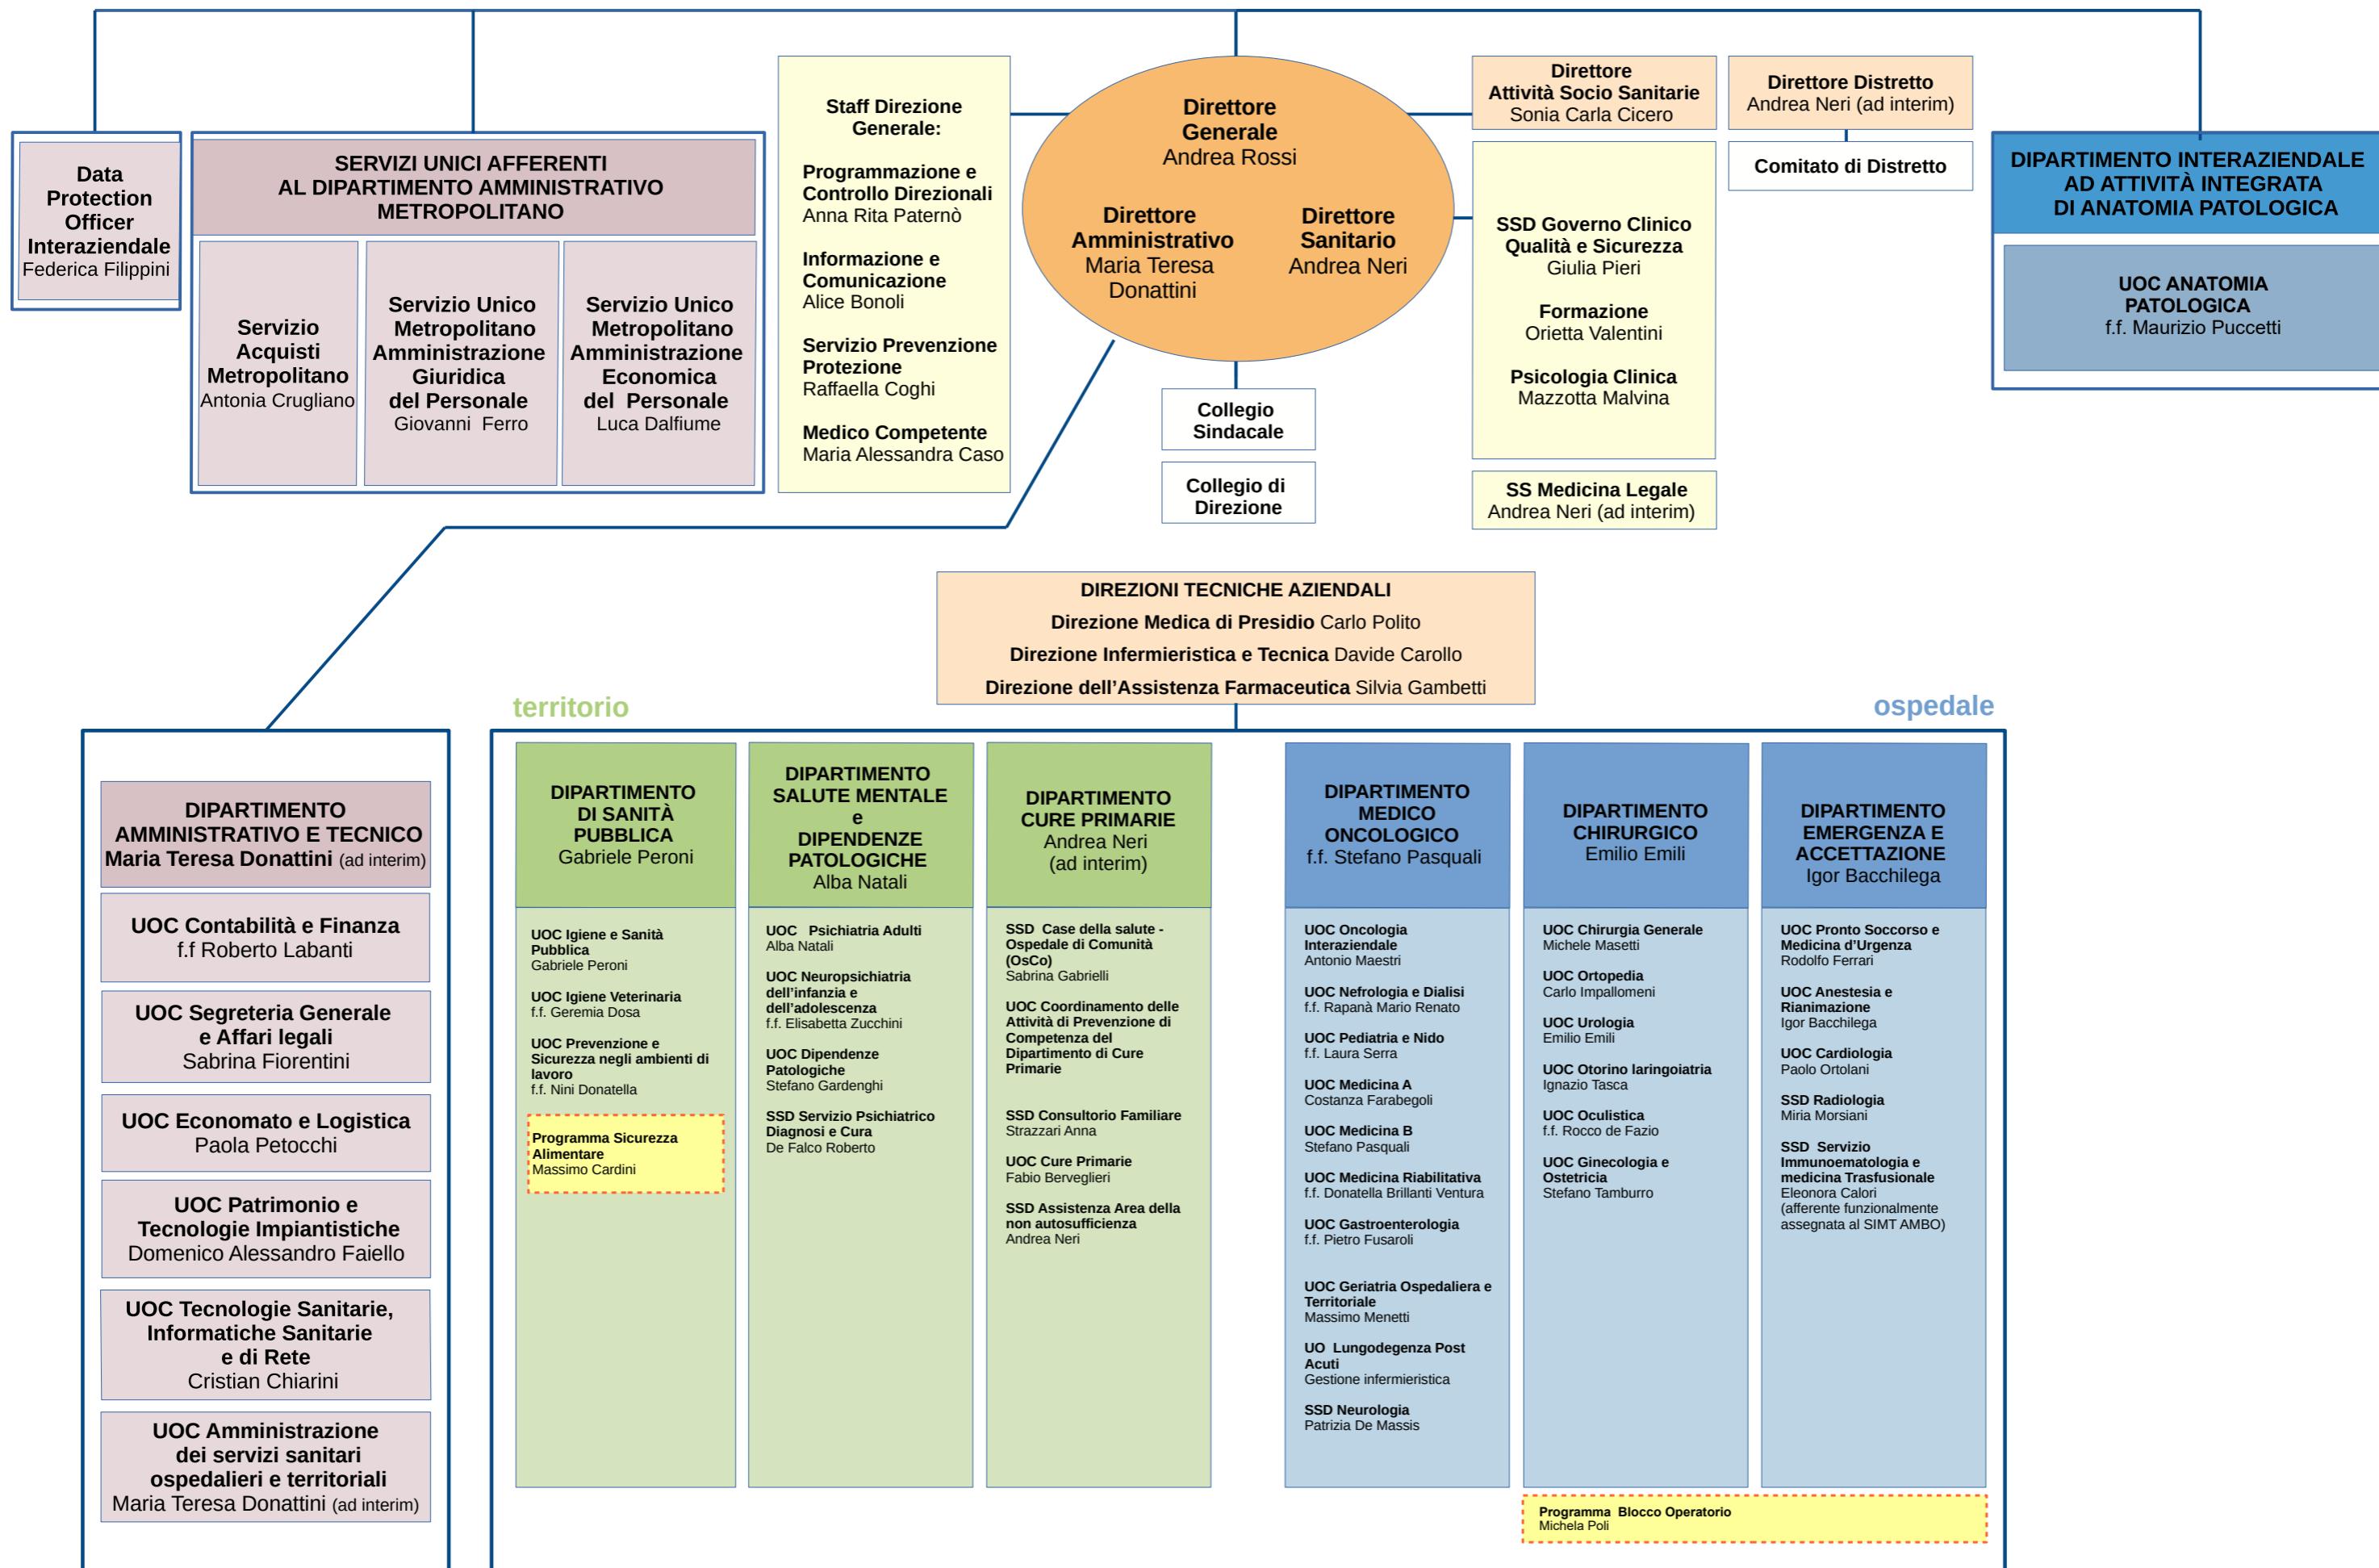 Data
Protection
Officer
Interaziendale
Federica Filippini
SERVIZI UNICI AFFERENTI
AL DIPARTIMENTO AMMINISTRATIVO
METROPOLITANO
Servizio
Acquisti
Metropolitano
Antonia Crugliano
Servizio Unico
Metropolitano
Amministrazione
Giuridica
del Personale
Giovanni Ferro
Servizio Unico
Metropolitano
Amministrazione
Economica
del Personale
Luca Dalfiume
Staff Direzione
Generale:
Programmazione e
Controllo Direzionali
Anna Rita Paternò
Informazione e
Comunicazione
Alice Bonoli
Servizio Prevenzione
Protezione
Raffaella Coghi
Medico Competente
Maria Alessandra Caso
Direttore
Generale
Andrea Rossi
Direttore
Amministrativo
Maria Teresa
Donattini
Direttore
Sanitario
Andrea Neri
Collegio
Sindacale
Collegio di
Direzione
Direttore
Attività Socio Sanitarie
Sonia Carla Cicero
SSD Governo Clinico
Qualità e Sicurezza
Giulia Pieri
Formazione
Orietta Valentini
Psicologia Clinica
Mazzotta Malvina
SS Medicina Legale
Andrea Neri (ad interim)
Direttore Distretto
Andrea Neri (ad interim)
Comitato di Distretto
DIPARTIMENTO INTERAZIENDALE
AD ATTIVITÀ INTEGRATA
DI ANATOMIA PATOLOGICA
UOC ANATOMIA
PATOLOGICA
f.f. Maurizio Puccetti
DIREZIONI TECNICHE AZIENDALI
Direzione Medica di Presidio Carlo Polito
Direzione Infermieristica e Tecnica Davide Carollo
Direzione dell’Assistenza Farmaceutica Silvia Gambetti
territorio
ospedale
DIPARTIMENTO
AMMINISTRATIVO E TECNICO
Maria Teresa Donattini (ad interim)
UOC Contabilità e Finanza
f.f Roberto Labanti
UOC Segreteria Generale
e Affari legali
Sabrina Fiorentini
UOC Economato e Logistica
Paola Petocchi
UOC Patrimonio e
Tecnologie Impiantistiche
Domenico Alessandro Faiello
UOC Tecnologie Sanitarie,
Informatiche Sanitarie
e di Rete
Cristian Chiarini
UOC Amministrazione
dei servizi sanitari
ospedalieri e territoriali
Maria Teresa Donattini (ad interim)
DIPARTIMENTO
DI SANITÀ
PUBBLICA
Gabriele Peroni
UOC Igiene e Sanità
Pubblica
Gabriele Peroni
UOC Igiene Veterinaria
f.f. Geremia Dosa
UOC Prevenzione e
Sicurezza negli ambienti di
lavoro
f.f. Nini Donatella
Programma Sicurezza
Alimentare
Massimo Cardini
DIPARTIMENTO
SALUTE MENTALE
e
DIPENDENZE
PATOLOGICHE
Alba Natali
UOC Psichiatria Adulti
Alba Natali
UOC Neuropsichiatria
dell’infanzia e
dell’adolescenza
f.f. Elisabetta Zucchini
UOC Dipendenze
Patologiche
Stefano Gardenghi
SSD Servizio Psichiatrico
Diagnosi e Cura
De Falco Roberto
DIPARTIMENTO
CURE PRIMARIE
Andrea Neri
(ad interim)
SSD Case della salute -
Ospedale di Comunità
(OsCo)
Sabrina Gabrielli
UOC Coordinamento delle
Attività di Prevenzione di
Competenza del
Dipartimento di Cure
Primarie
SSD Consultorio Familiare
Strazzari Anna
UOC Cure Primarie
Fabio Berveglieri
SSD Assistenza Area della
non autosufficienza
Andrea Neri
DIPARTIMENTO
MEDICO
ONCOLOGICO
f.f. Stefano Pasquali
UOC Oncologia
Interaziendale
Antonio Maestri
UOC Nefrologia e Dialisi
f.f. Rapanà Mario Renato
UOC Pediatria e Nido
f.f. Laura Serra
UOC Medicina A
Costanza Farabegoli
UOC Medicina B
Stefano Pasquali
UOC Medicina Riabilitativa
f.f. Donatella Brillanti Ventura
UOC Gastroenterologia
f.f. Pietro Fusaroli
UOC Geriatria Ospedaliera e
Territoriale
Massimo Menetti
UO Lungodegenza Post
Acuti
Gestione infermieristica
SSD Neurologia
Patrizia De Massis
DIPARTIMENTO
CHIRURGICO
Emilio Emili
UOC Chirurgia Generale
Michele Masetti
UOC Ortopedia
Carlo Impallomeni
UOC Urologia
Emilio Emili
UOC Otorino laringoiatria
Ignazio Tasca
UOC Oculistica
f.f. Rocco de Fazio
UOC Ginecologia e
Ostetricia
Stefano Tamburro
DIPARTIMENTO
EMERGENZA E
ACCETTAZIONE
Igor Bacchilega
UOC Pronto Soccorso e
Medicina d’Urgenza
Rodolfo Ferrari
UOC Anestesia e
Rianimazione
Igor Bacchilega
UOC Cardiologia
Paolo Ortolani
SSD Radiologia
Miria Morsiani
SSD Servizio
Immunoematologia e
medicina Trasfusionale
Eleonora Calori
(afferente funzionalmente
assegnata al SIMT AMBO)
Programma Blocco Operatorio
Michela Poli